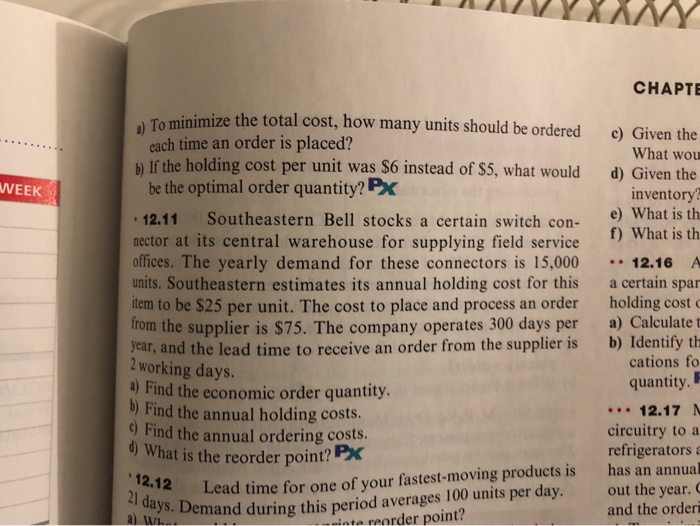 WEEK
a) To minimize the total cost, how many units should be ordered
each time an order is placed?
b) If the holding cost per unit was $6 instead of $5, what would
be the optimal order quantity? PX
• 12.11 Southeastern Bell stocks a certain switch con-
nector at its central warehouse for supplying field service
offices. The yearly demand for these connectors is 15,000
units. Southeastern estimates its annual holding cost for this
item to be $25 per unit. The cost to place and process an order
from the supplier is $75. The company operates 300 days per
year, and the lead time to receive an order from the supplier is
2 working days.
a) Find the economic order quantity.
b) Find the annual holding costs.
c) Find the annual ordering costs.
d) What is the reorder point? PX
• 12.12 Lead time for one of your fastest-moving products is
21 days. Demand during this period averages 100 units per day.
a) reorder point?
CHAPTE
c) Given the
What wou
d) Given the
inventory?
e) What is th
f) What is th
•• 12.16 A
a certain spar
holding cost
a) Calculate
b) Identify th
cations fo
quantity.
••• 12.17
circuitry to a
refrigerators
has an annual
out the year.
and the orderi